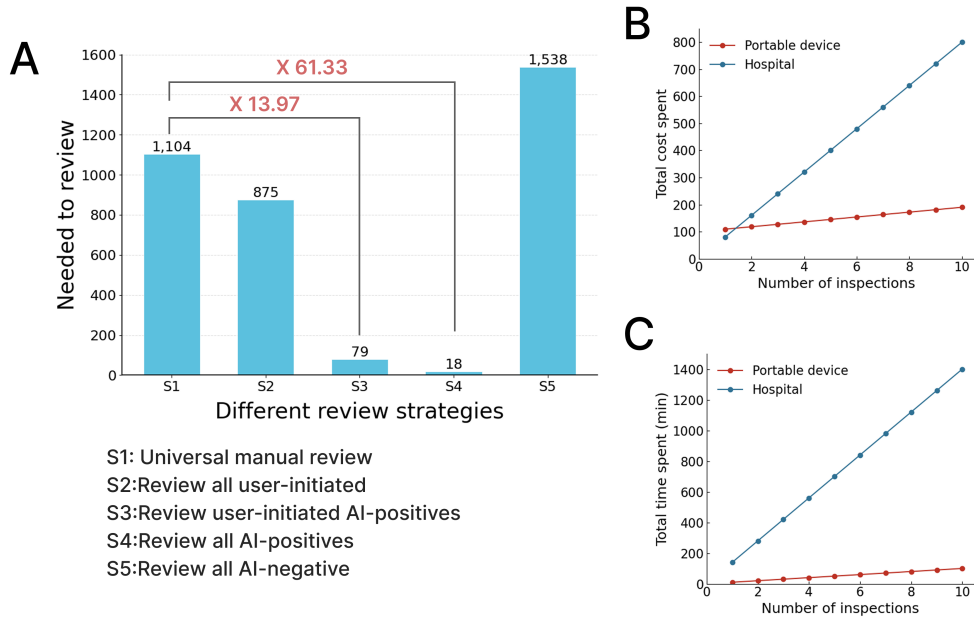 A
1600
1400
1200
1000
800
600
400
200
0
Needed to review
X 61.33
X 13.97
1,104
875
79
18
1,538
S1 S2 S3 S4 S5
Different review strategies
S1: Universal manual review
S2:Review all user-initiated
S3:Review user-initiated AI-positives
S4:Review all AI-positives
S5:Review all AI-negative
B
800
700
600
500
400
300
200
100
0
Total cost spent
Portable device
Hospital
0 2 4 6 8 10
Number of inspections
C
1400
1200
1000
800
600
400
200
0
Total time spent (min)
Portable device
Hospital
0 2 4 6 8 10
Number of inspections